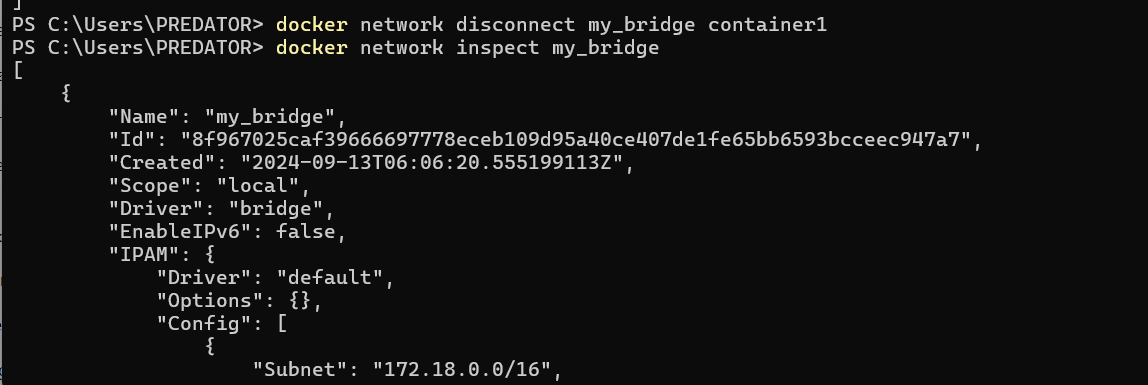 ]
PS C:\Users\PREDATOR> docker network disconnect my_bridge container1
PS C:\Users\PREDATOR> docker network inspect my_bridge
[
    {
        "Name": "my_bridge",
        "Id": "8f967025caf39666697778eceb109d95a40ce407de1fe65bb6593bcceec947a7",
        "Created": "2024-09-13T06:06:20.555199113Z",
        "Scope": "local",
        "Driver": "bridge",
        "EnableIPv6": false,
        "IPAM": {
            "Driver": "default",
            "Options": {},
            "Config": [
                {
                    "Subnet": "172.18.0.0/16",